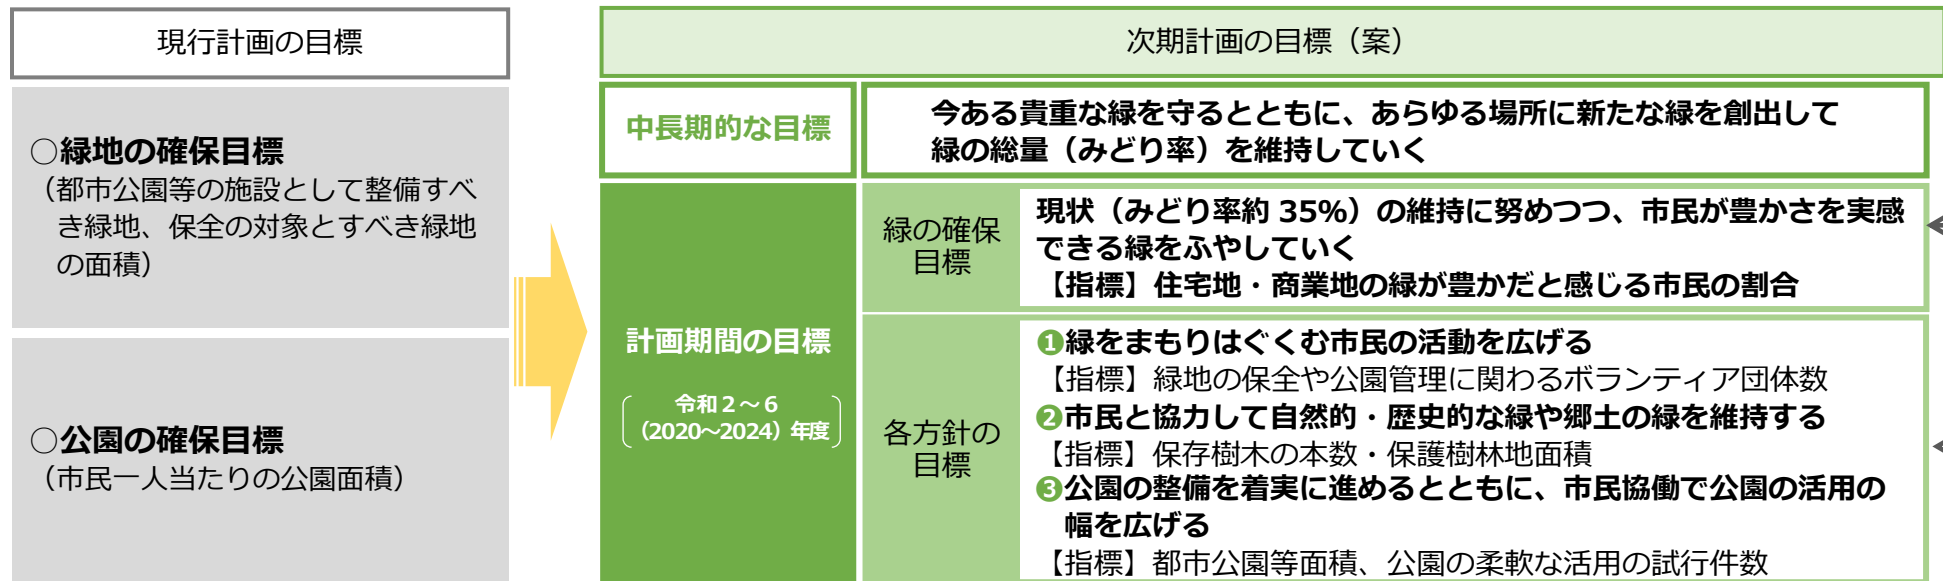 現行計画の目標
○緑地の確保目標
（都市公園等の施設として整備すべ
き緑地、保全の対象とすべき緑地
の面積）
○公園の確保目標
（市民一人当たりの公園面積）
次期計画の目標（案）
中長期的な目標
今ある貴重な緑を守るとともに、あらゆる場所に新たな緑を創出して
緑の総量（みどり率）を維持していく
計画期間の目標
令和２～６
（2020～2024）年度
緑の確保
目標
現状（みどり率約 35%）の維持に努めつつ、市民が豊かさを実感
できる緑をふやしていく
【指標】住宅地・商業地の緑が豊かだと感じる市民の割合
各方針の
目標
❶緑をまもりはぐくむ市民の活動を広げる
【指標】緑地の保全や公園管理に関わるボランティア団体数
❷市民と協力して自然的・歴史的な緑や郷土の緑を維持する
【指標】保存樹木の本数・保護樹林地面積
❸公園の整備を着実に進めるとともに、市民協働で公園の活用の
幅を広げる
【指標】都市公園等面積、公園の柔軟な活用の試行件数